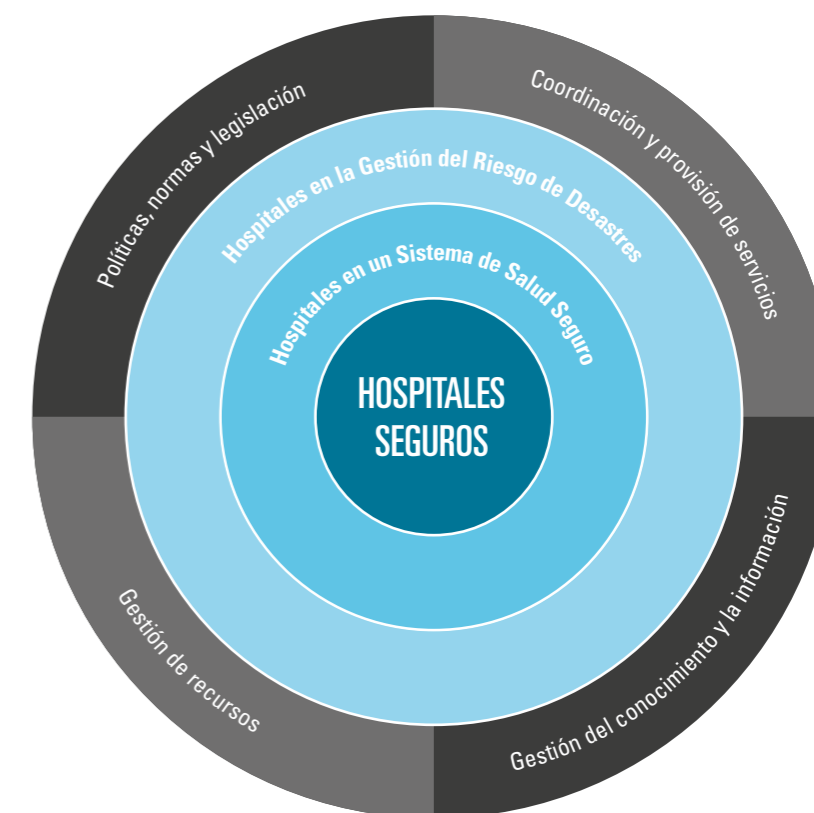 Políticas, normas y legislación
Coordinación y provisión de servicios
Hospitales en la Gestión del Riesgo de Desastres
Hospitales en un Sistema de Salud Seguro
HOSPITALES
SEGUROS
Gestión de recursos
Gestión del conocimiento y la información